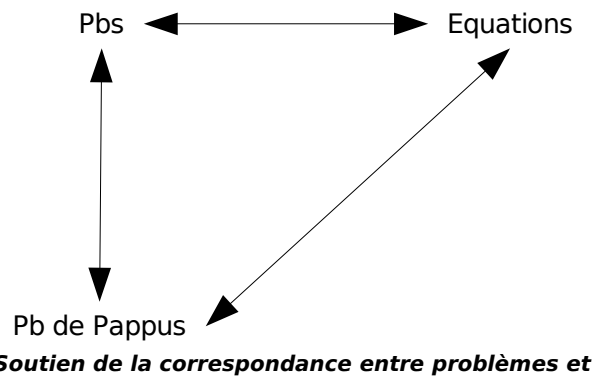 Pbs Equations
Pb de Pappus
Soutien de la correspondance entre problèmes et